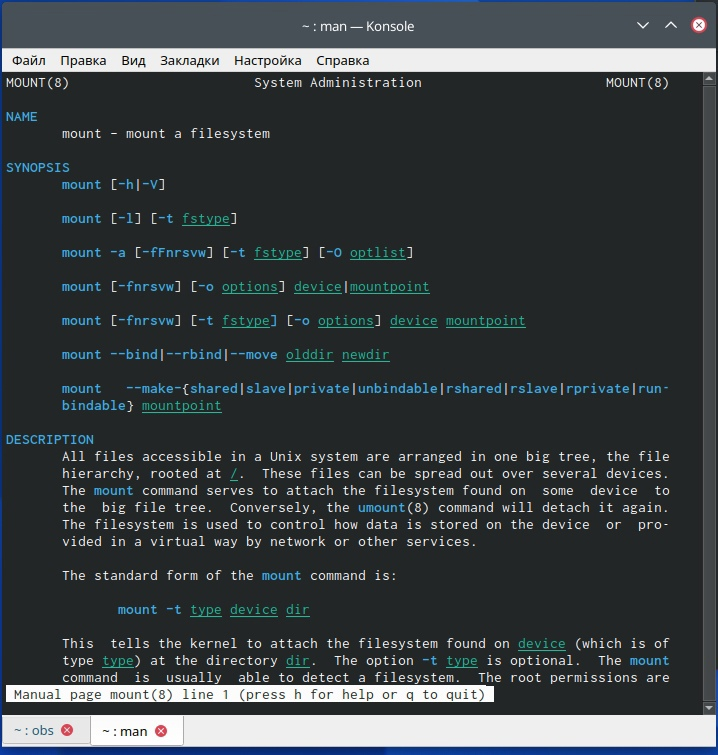 ~ : man — Konsole
Файл Правка Вид Закладки Настройка Справка
MOUNT(8) System Administration MOUNT(8)
NAME
mount - mount a filesystem
SYNOPSIS
mount [-h|-V]
mount [-l] [-t fstype]
mount -a [-fFnrsvw] [-t fstype] [-O optlist]
mount [-fnrsvw] [-o options] device|mountpoint
mount [-fnrsvw] [-t fstype] [-o options] device mountpoint
mount --bind|--rbind|--move olddir newdir
mount --make-{shared|slave|private|unbindable|rshared|rslave|rprivate|run-
bindable} mountpoint
DESCRIPTION
All files accessible in a Unix system are arranged in one big tree, the file
hierarchy, rooted at /. These files can be spread out over several devices.
The mount command serves to attach the filesystem found on some device to
the big file tree. Conversely, the umount(8) command will detach it again.
The filesystem is used to control how data is stored on the device or pro-
vided in a virtual way by network or other services.
The standard form of the mount command is:
mount -t type device dir
This tells the kernel to attach the filesystem found on device (which is of
type type) at the directory dir. The option -t type is optional. The mount
command is usually able to detect a filesystem. The root permissions are
Manual page mount(8) line 1 (press h for help or q to quit)
~ : obs ~ : man